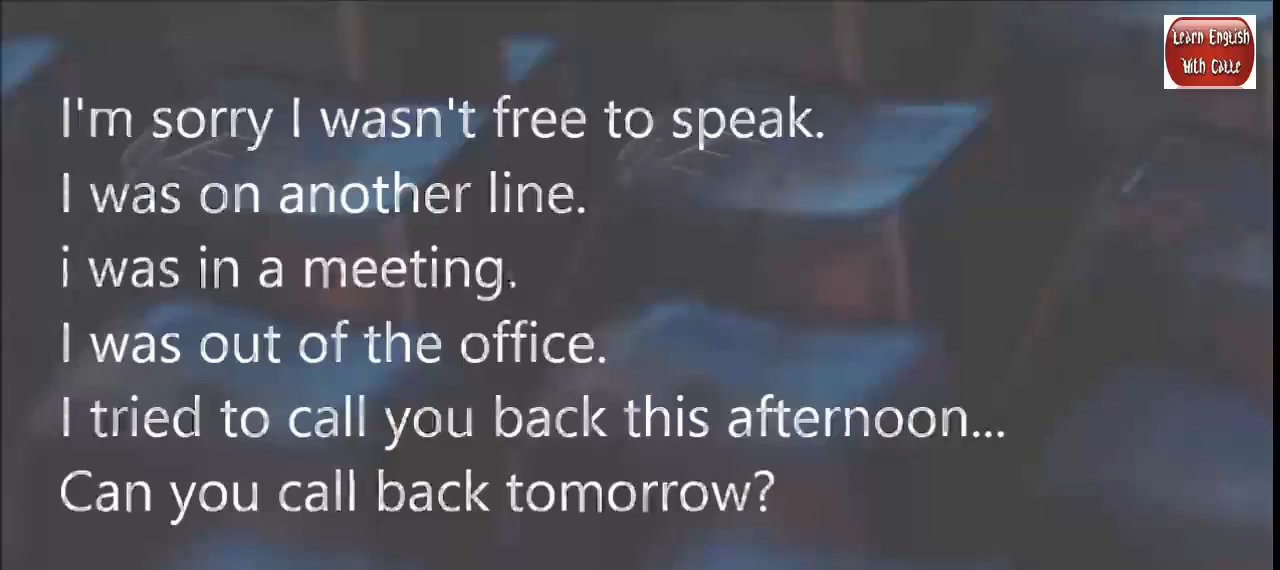 Learn English
With Calle
I'm sorry I wasn't free to speak.
I was on another line.
i was in a meeting.
I was out of the office.
I tried to call you back this afternoon...
Can you call back tomorrow?